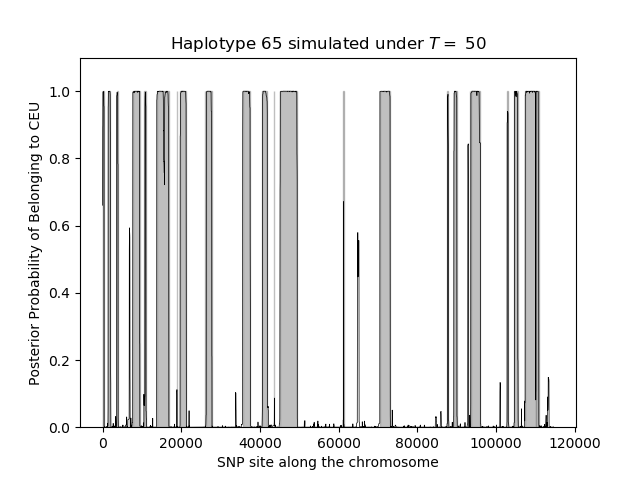 Haplotype 65 simulated under T = 50
Posterior Probability of Belonging to CEU
1.0
0.8
0.6
0.4
0.2
0.0
0 20000 40000 60000 80000 100000 120000
SNP site along the chromosome